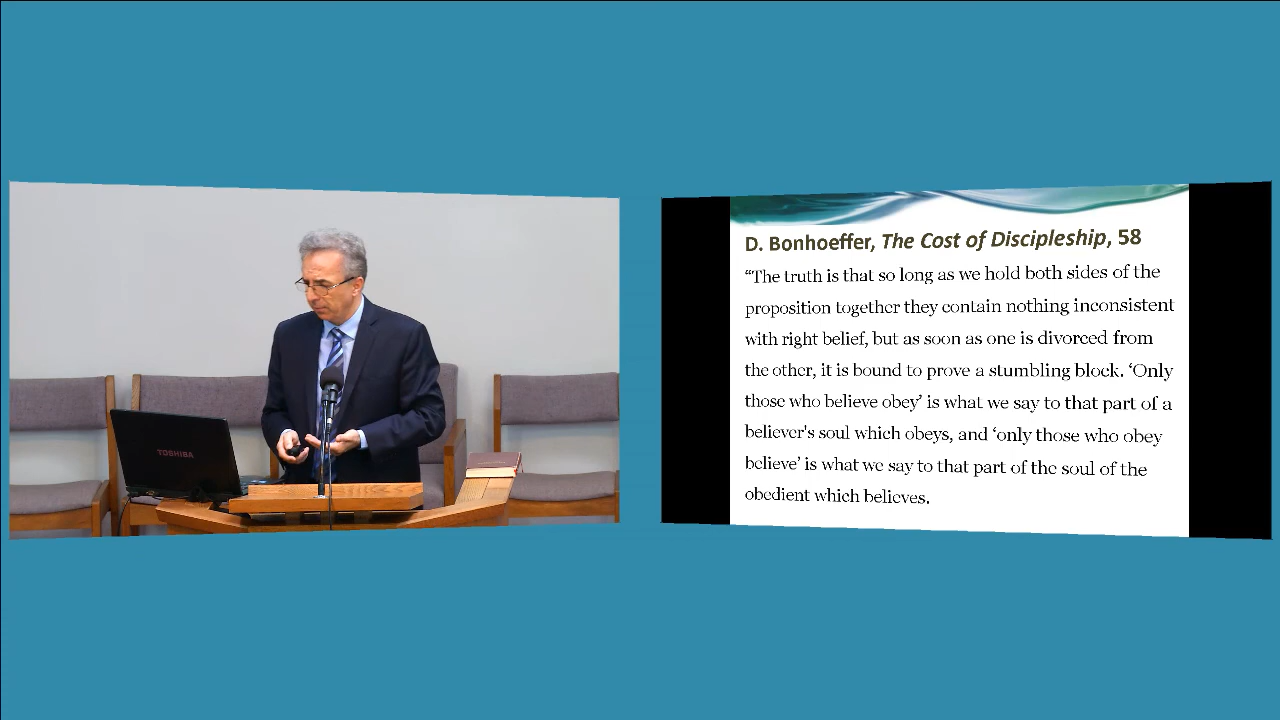 TOSHIBA
D. Bonhoeffer, The Cost of Discipleship, 58
“The truth is that so long as we hold both sides of the
proposition together they contain nothing inconsistent
with right belief, but as soon as one is divorced from
the other, it is bound to prove a stumbling block. ‘Only
those who believe obey’ is what we say to that part of a
believer's soul which obeys, and ‘only those who obey
believe’ is what we say to that part of the soul of the
obedient which believes.